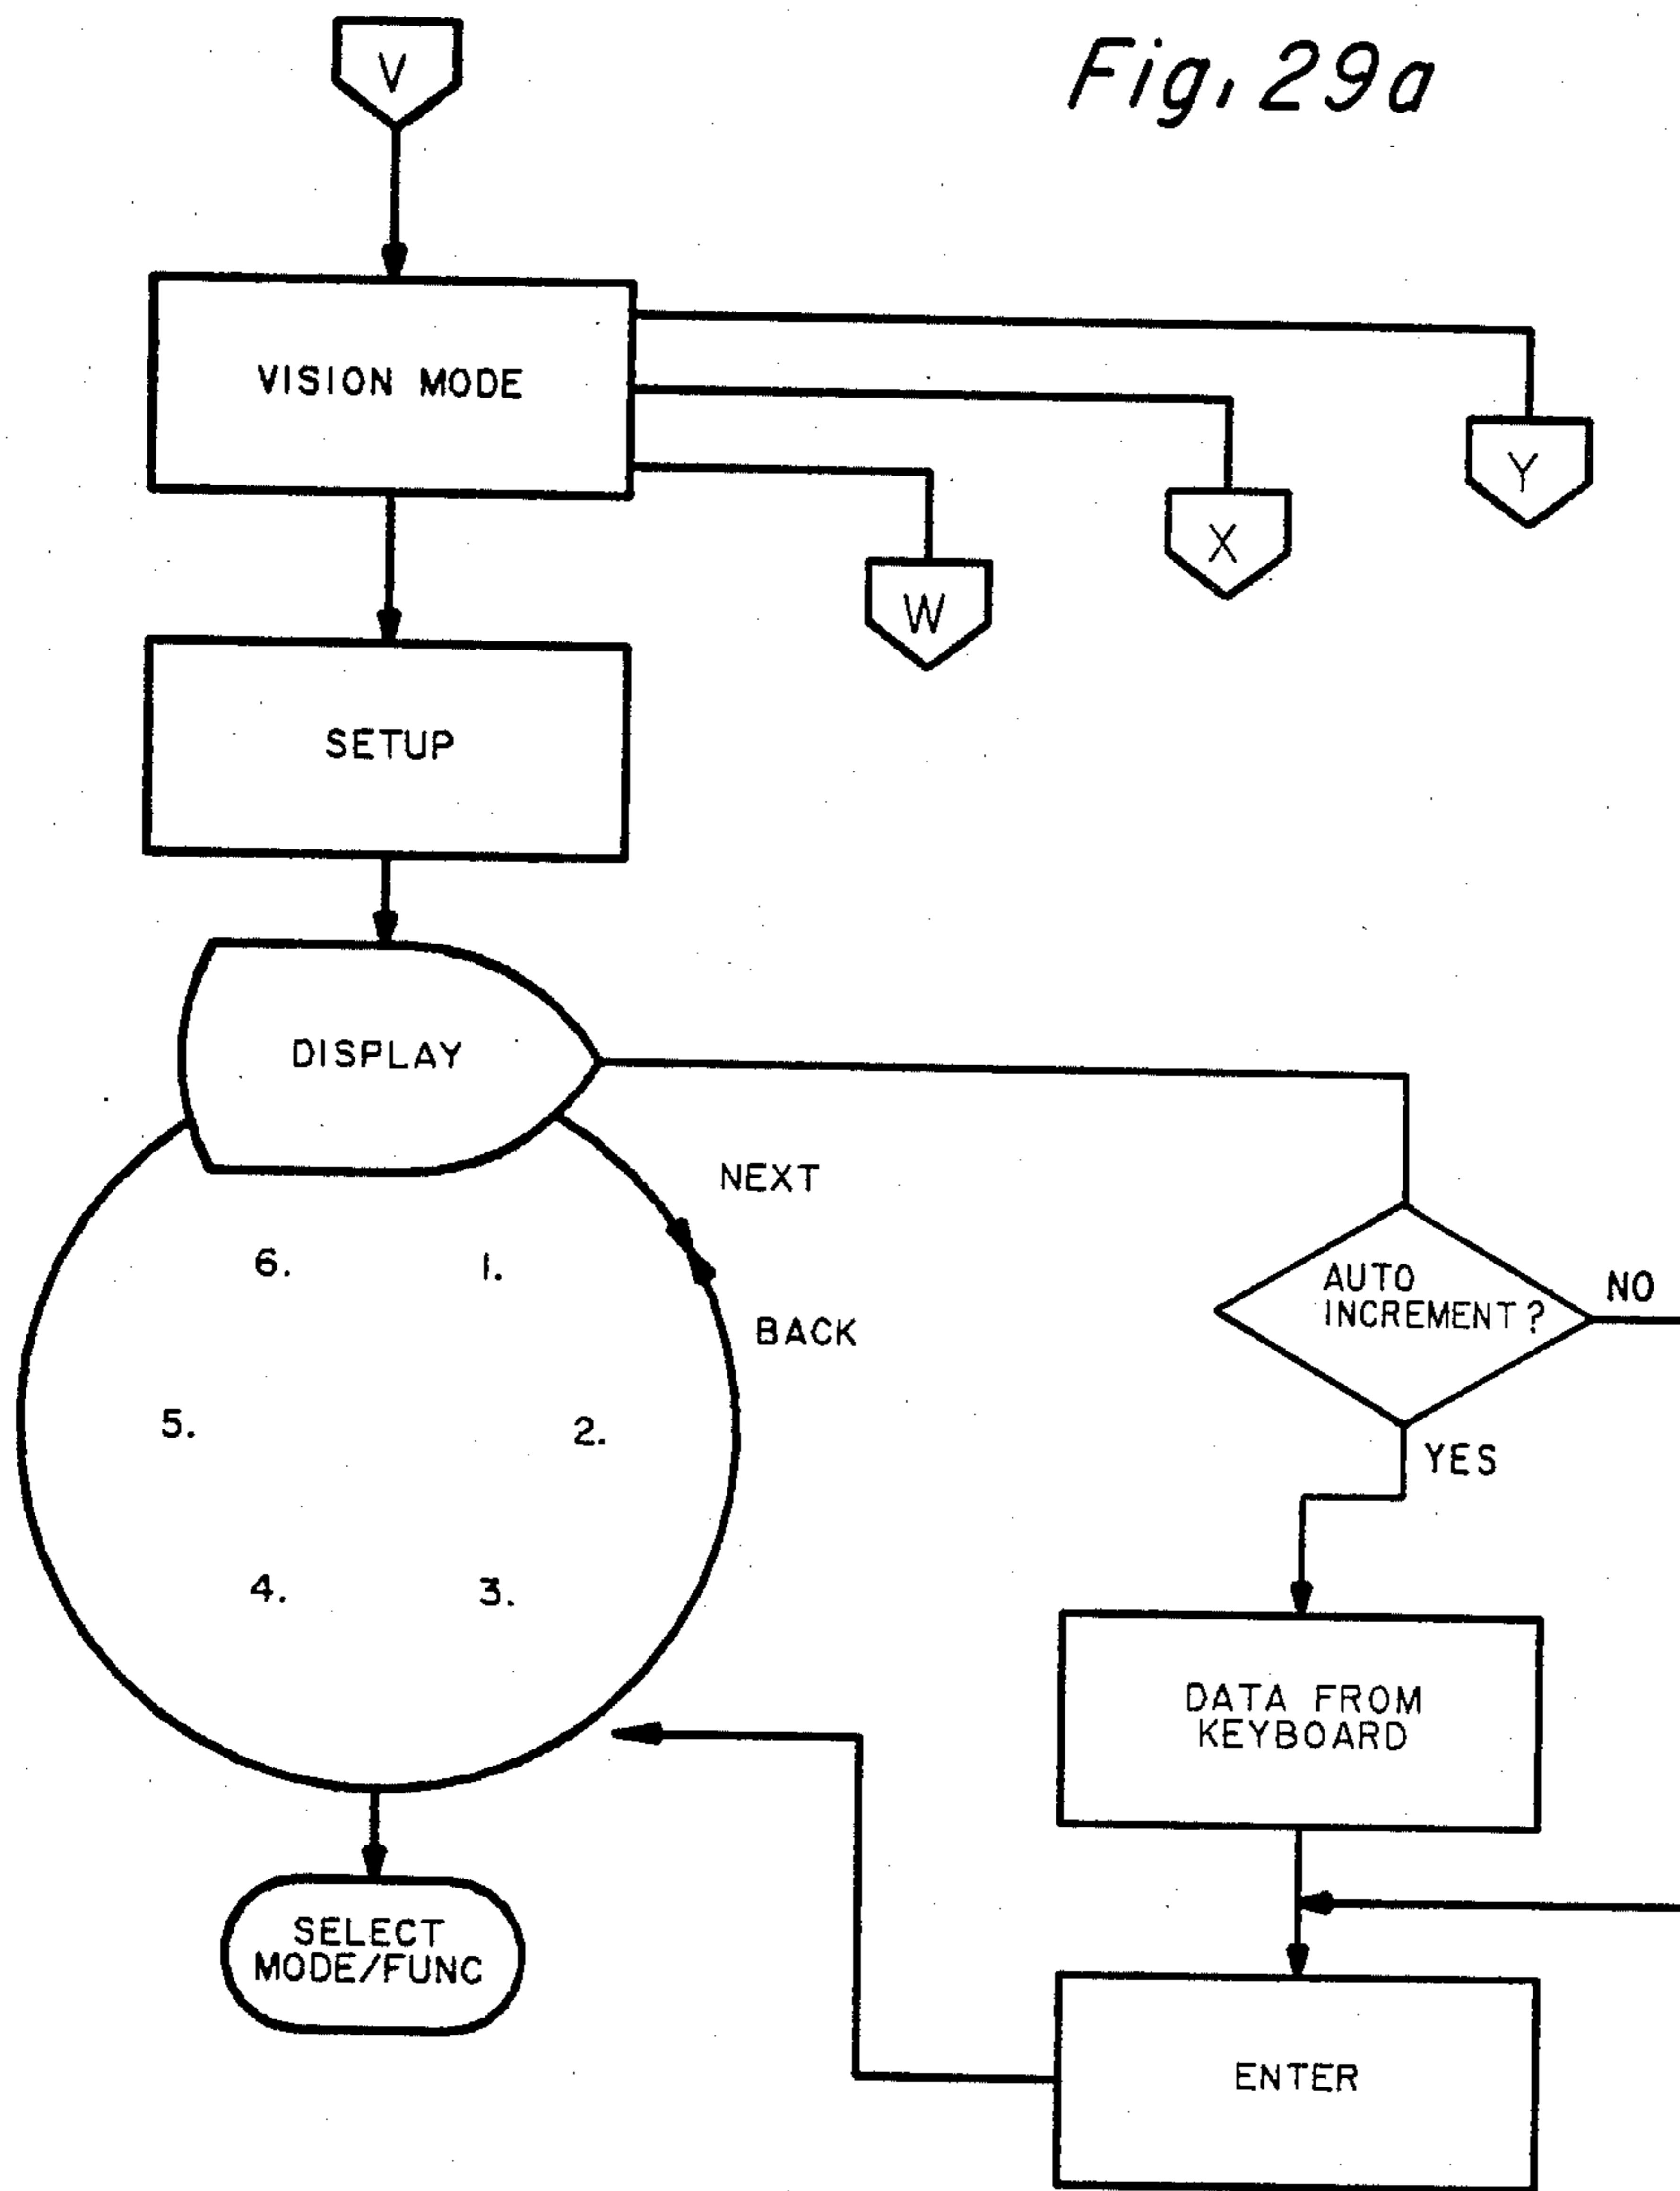 Fig. 29a
V
VISION MODE
Y
X
W
SETUP
DISPLAY
NEXT
BACK
6.
1.
5.
2.
4.
3.
AUTO
INCREMENT?
NO
YES
DATA FROM
KEYBOARD
SELECT
MODE/FUNC
ENTER